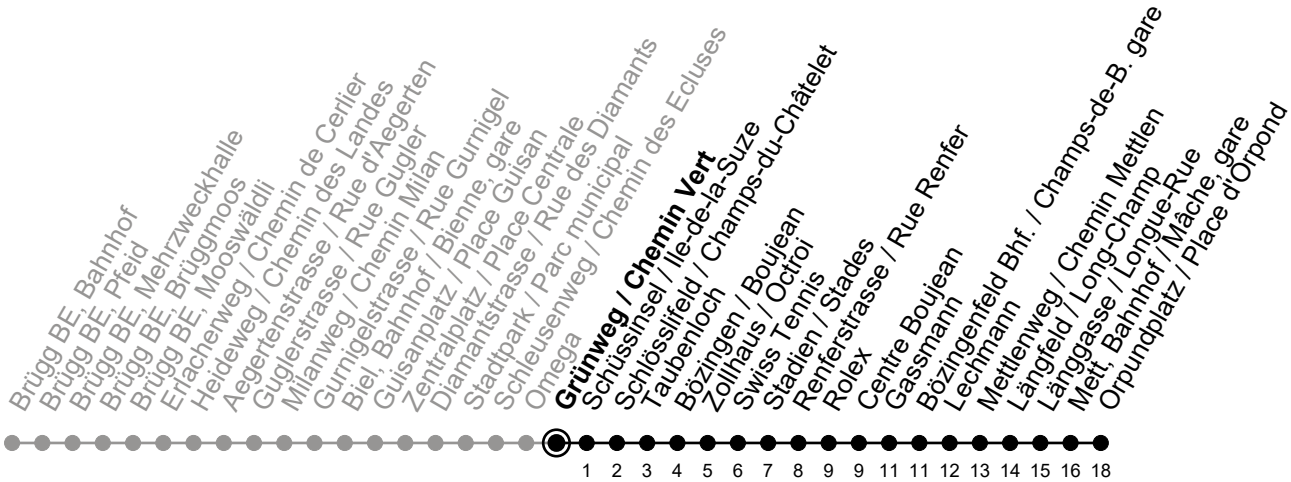 Brügg BE, Bahnhof
Brügg BE, Pfeid
Brügg BE, Mehrzweckhalle
Brügg BE, Brüggmoos
Brügg BE, Mooswäldli
Erlachenweg / Chemin de Cerlier
Heideweg / Chemin des Landes
Aegertenstrasse / Rue d'Aegerten
Guglerstrasse / Rue Gugler
Milanweg / Chemin Milan
Gurnigelstrasse / Rue Gurnigel
Biel, Bahnhof / Bienne, gare
Guisanplatz / Place Guisan
Zentralplatz / Place Centrale
Diamantstrasse / Rue des Diamants
Stadtpark / Parc municipal
Schleusenweg / Chemin des Ecluses
Omega
Grünweg / Chemin Vert
Schüssinsel / Ile-de-la-Suze
Schlösslifeld / Champs-du-Châtelet
Taubenloch
Bözingen / Boujean
Zollhaus / Octroi
Swiss Tennis
Stadien / Stades
Renferstrasse / Rue Renfer
Rolex
Centre Boujean
Gassmann
Bözingenfeld Bhf. / Champs-de-B. gare
Lechmann
Mettlenweg / Chemin Mettlen
Längfeld / Long-Champ
Länggasse / Longue-Rue
Mett, Bahnhof / Mâche, gare
Orpundplatz / Place d'Orpond
1 2 3 4 5 6 7 8 9 9 11 11 12 13 14 15 16 18